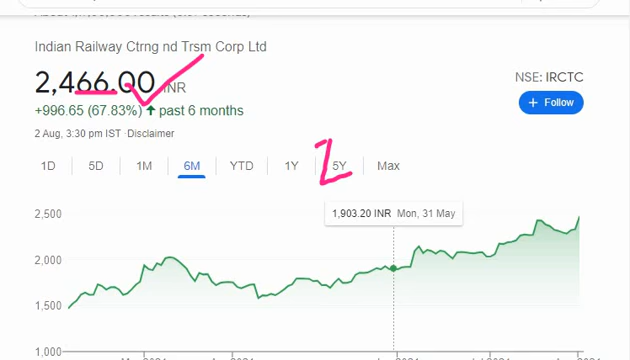 Indian Railway Ctrng nd Trsm Corp Ltd
2,466.00 INR
NSE: IRCTC
+996.65 (67.83%) ↑ past 6 months
+ Follow
2 Aug, 3:30 pm IST · Disclaimer
1D 5D 1M 6M YTD 1Y 5Y Max
1,903.20 INR Mon, 31 May
2,500
2,000
1,500
1,000